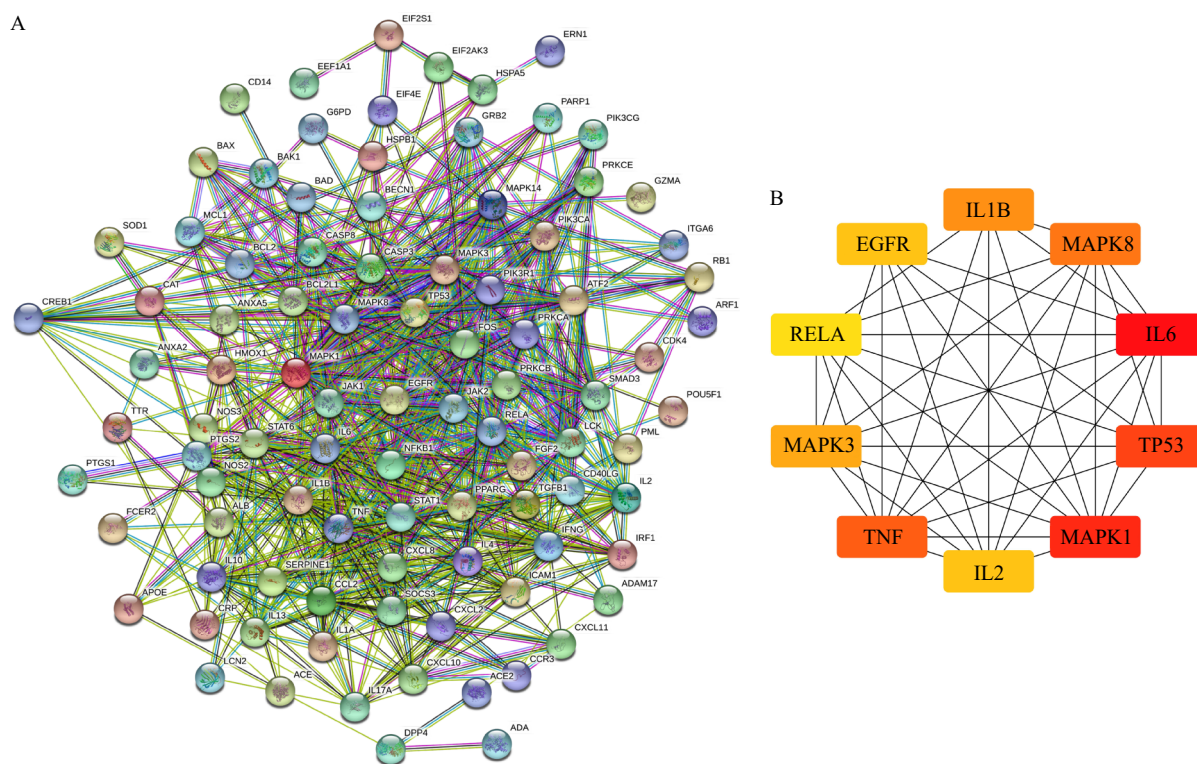 A
EIF2S1
ERN1
EIF2AK3
EEF1A1
HSPA5
CD14
EIF4E
PARP1
G6PD
GRB2
PIK3CG
HSPB1
BAX
BAK1
PRKCE
BAD
BECN1
MAPK14
GZMA
MCL1
PIK3CA
SOD1
CASP8
ITGA6
BCL2
CASP3
MAPK3
RB1
PIK3R1
CAT
BCL2L1
ATF2
CREB1
ANXA5
MAPK8
TP53
ARF1
PRKCA
FOS
ANXA2
CDK4
HMOX1
MAPK1
PRKCB
JAK1
EGFR
JAK2
SMAD3
POU5F1
TTR
NOS3
RELA
STAT6
IL6
LCK
PML
PTGS2
NFKB1
FGF2
PTGS1
NOS2
CD40LG
IL1B
IL2
STAT1
PPARG
TGFB1
FCER2
ALB
TNF
IFNG
IRF1
IL10
CXCL8
IL4
SERPINE1
CCL2
ICAM1
ADAM17
APOE
SOCS3
CRP
IL13
CXCL2
IL1A
CXCL11
LCN2
CXCL10
CCR3
ACE
ACE2
IL17A
DPP4
ADA
B
IL1B
EGFR
MAPK8
RELA
IL6
MAPK3
TP53
TNF
MAPK1
IL2